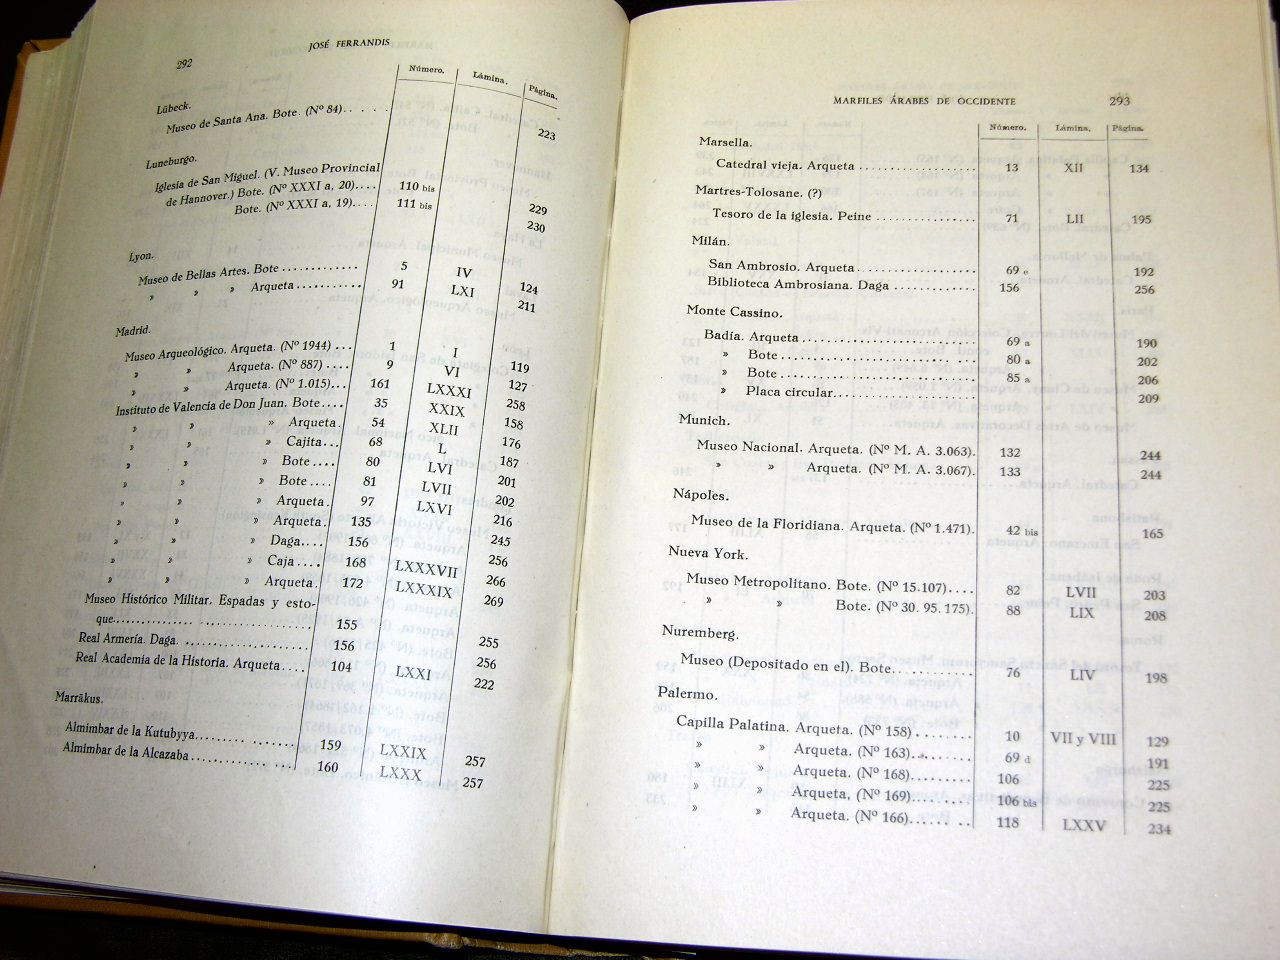 292
JOSÉ FERRANDIS
Número. Lámina. Página.
Lübeck.
Museo de Santa Ana. Bote. (Nº 84)..... 223
Luneburgo.
Iglesia de San Miguel. (V. Museo Provincial
de Hannover.) Bote. (Nº XXXI a, 20).... 110 bis 229
Bote. (Nº XXXI a, 19).... 111 bis 230
Lyon.
Museo de Bellas Artes. Bote ............ 5 IV 124
» » » Arqueta .......... 91 LXI 211
Madrid.
Museo Arqueológico. Arqueta. (Nº 1944) ... 1 I 119
» » Arqueta. (Nº 887) .... 9 VI 127
» » Arqueta. (Nº 1.015)... 161 LXXXI 258
Instituto de Valencia de Don Juan. Bote.... 35 XXIX 158
» » » Arqueta. 54 XLII 176
» » » Cajita... 68 L 187
» » » Bote.... 80 LVI 201
» » » Bote.... 81 LVII 202
» » » Arqueta. 97 LXVI 216
» » » Arqueta. 135 245
» » » Daga.... 156 256
» » » Caja.... 168 LXXXVII 266
» » » Arqueta. 172 LXXXIX 269
Museo Histórico Militar. Espadas y esto-
que............................ 155 255
Real Armería. Daga. .................. 156 256
Real Academia de la Historia. Arqueta.... 104 LXXI 222
Marrākus.
Almimbar de la Kutubyya............... 159 LXXIX 257
Almimbar de la Alcazaba ............... 160 LXXX 257
MARFILES ÁRABES DE OCCIDENTE 293
Número. Lámina. Página.
Marsella.
Catedral vieja. Arqueta .................. 13 XII 134
Martres-Tolosane. (?)
Tesoro de la iglesia. Peine ............... 71 LII 195
Milán.
San Ambrosio. Arqueta.................. 69 e 192
Biblioteca Ambrosiana. Daga ............ 156 256
Monte Cassino.
Badía. Arqueta ......................... 69 a 190
» Bote ............................ 80 a 202
» Bote ............................ 85 a 206
» Placa circular..................... 209
Munich.
Museo Nacional. Arqueta. (Nº M. A. 3.063). 132 244
» » Arqueta. (Nº M. A. 3.067). 133 244
Nápoles.
Museo de la Floridiana. Arqueta. (Nº 1.471). 42 bis 165
Nueva York.
Museo Metropolitano. Bote. (Nº 15.107).... 82 LVII 203
» » Bote. (Nº 30. 95. 175). 88 LIX 208
Nuremberg.
Museo (Depositado en el). Bote............ 76 LIV 198
Palermo.
Capilla Palatina. Arqueta. (Nº 158) ........ 10 VII y VIII 129
» » Arqueta. (Nº 163)........ 69 d 191
» » Arqueta. (Nº 168)........ 106 225
» » Arqueta, (Nº 169)........ 106 bis 225
» » Arqueta. (Nº 166)........ 118 LXXV 234